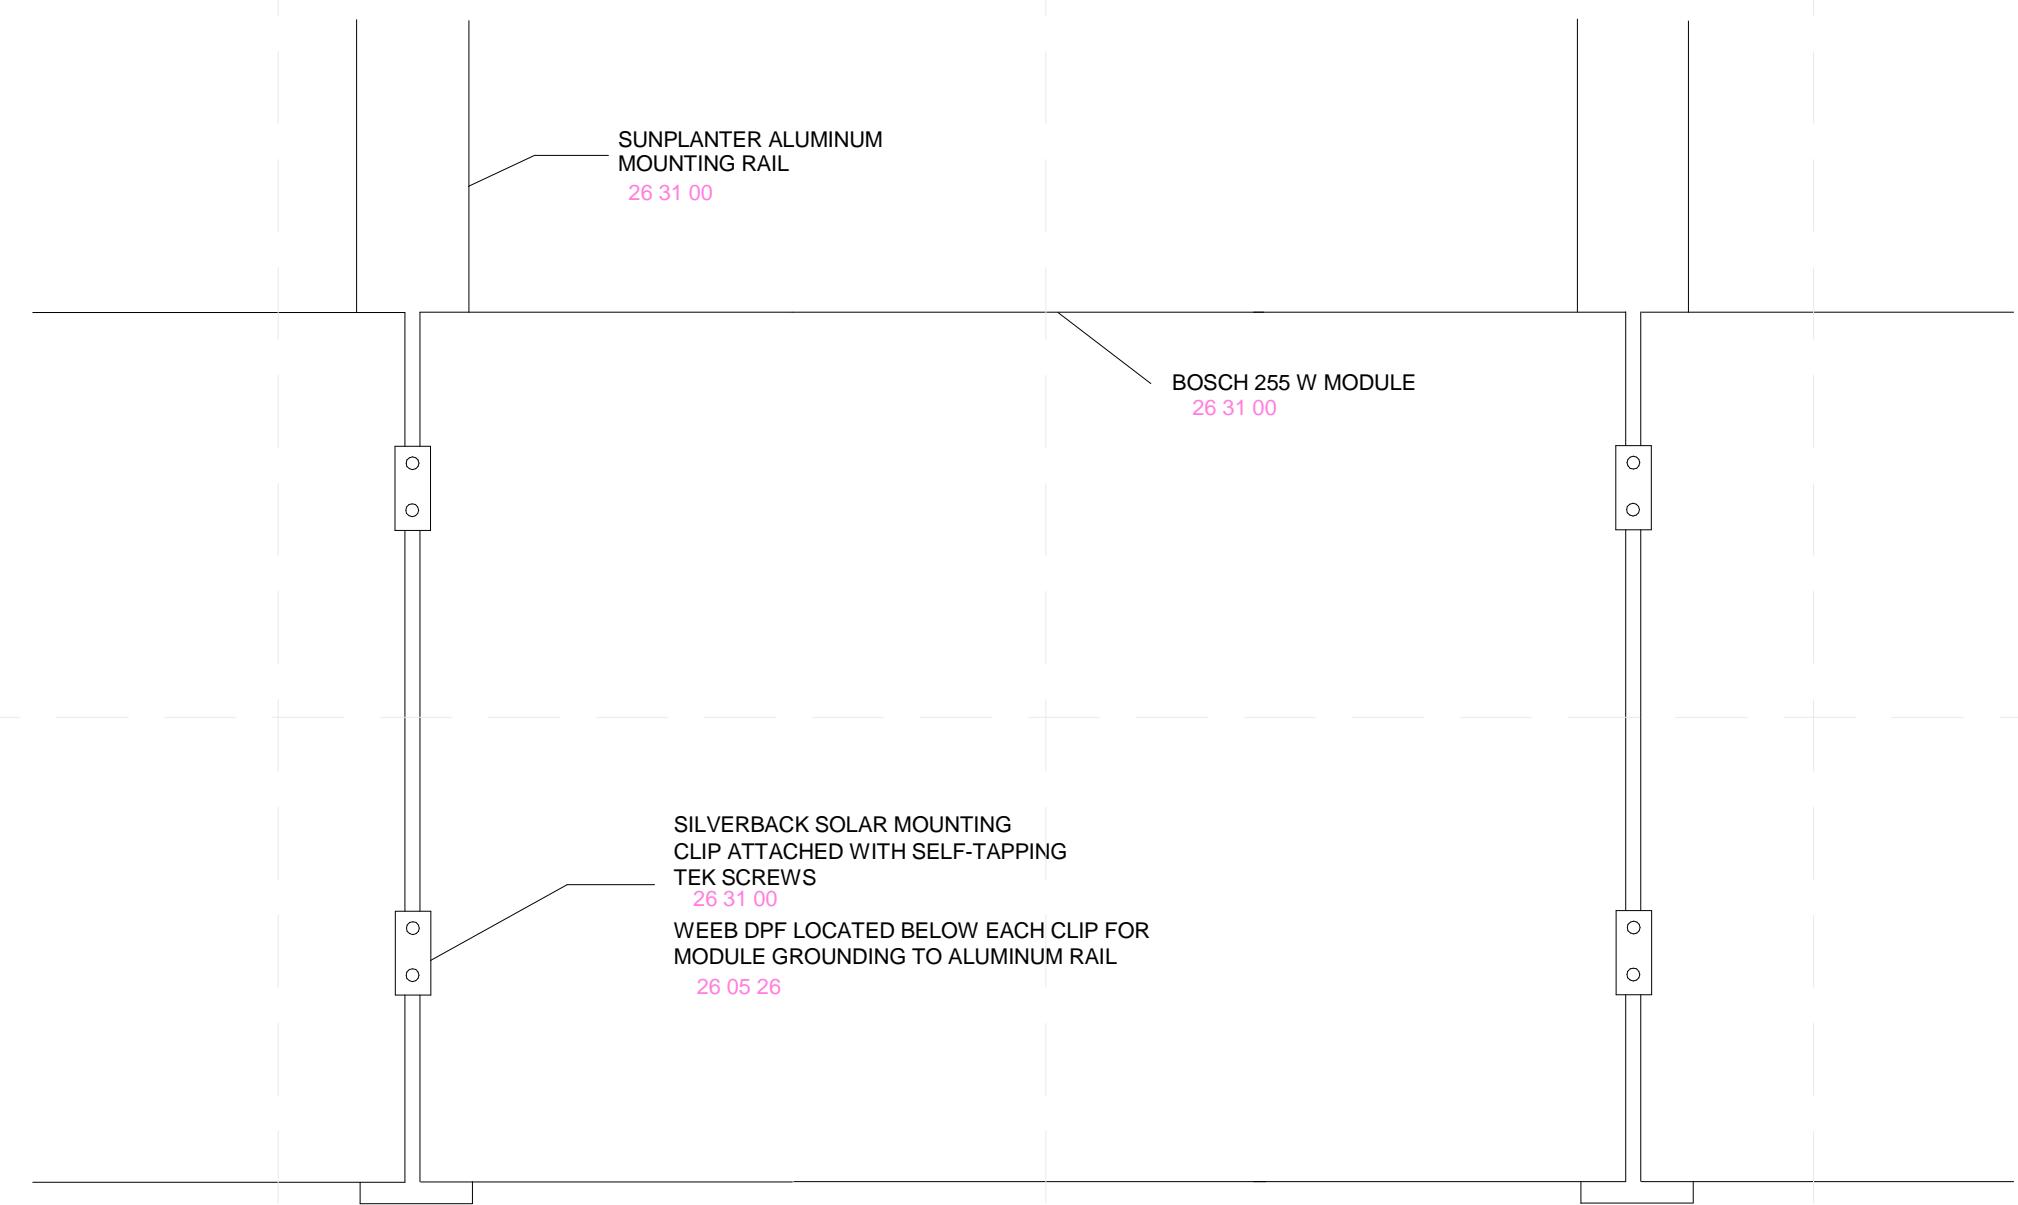 SUNPLANTER ALUMINUM
MOUNTING RAIL
26 31 00
BOSCH 255 W MODULE
26 31 00
SILVERBACK SOLAR MOUNTING
CLIP ATTACHED WITH SELF-TAPPING
TEK SCREWS
26 31 00
WEEB DPF LOCATED BELOW EACH CLIP FOR
MODULE GROUNDING TO ALUMINUM RAIL
26 05 26